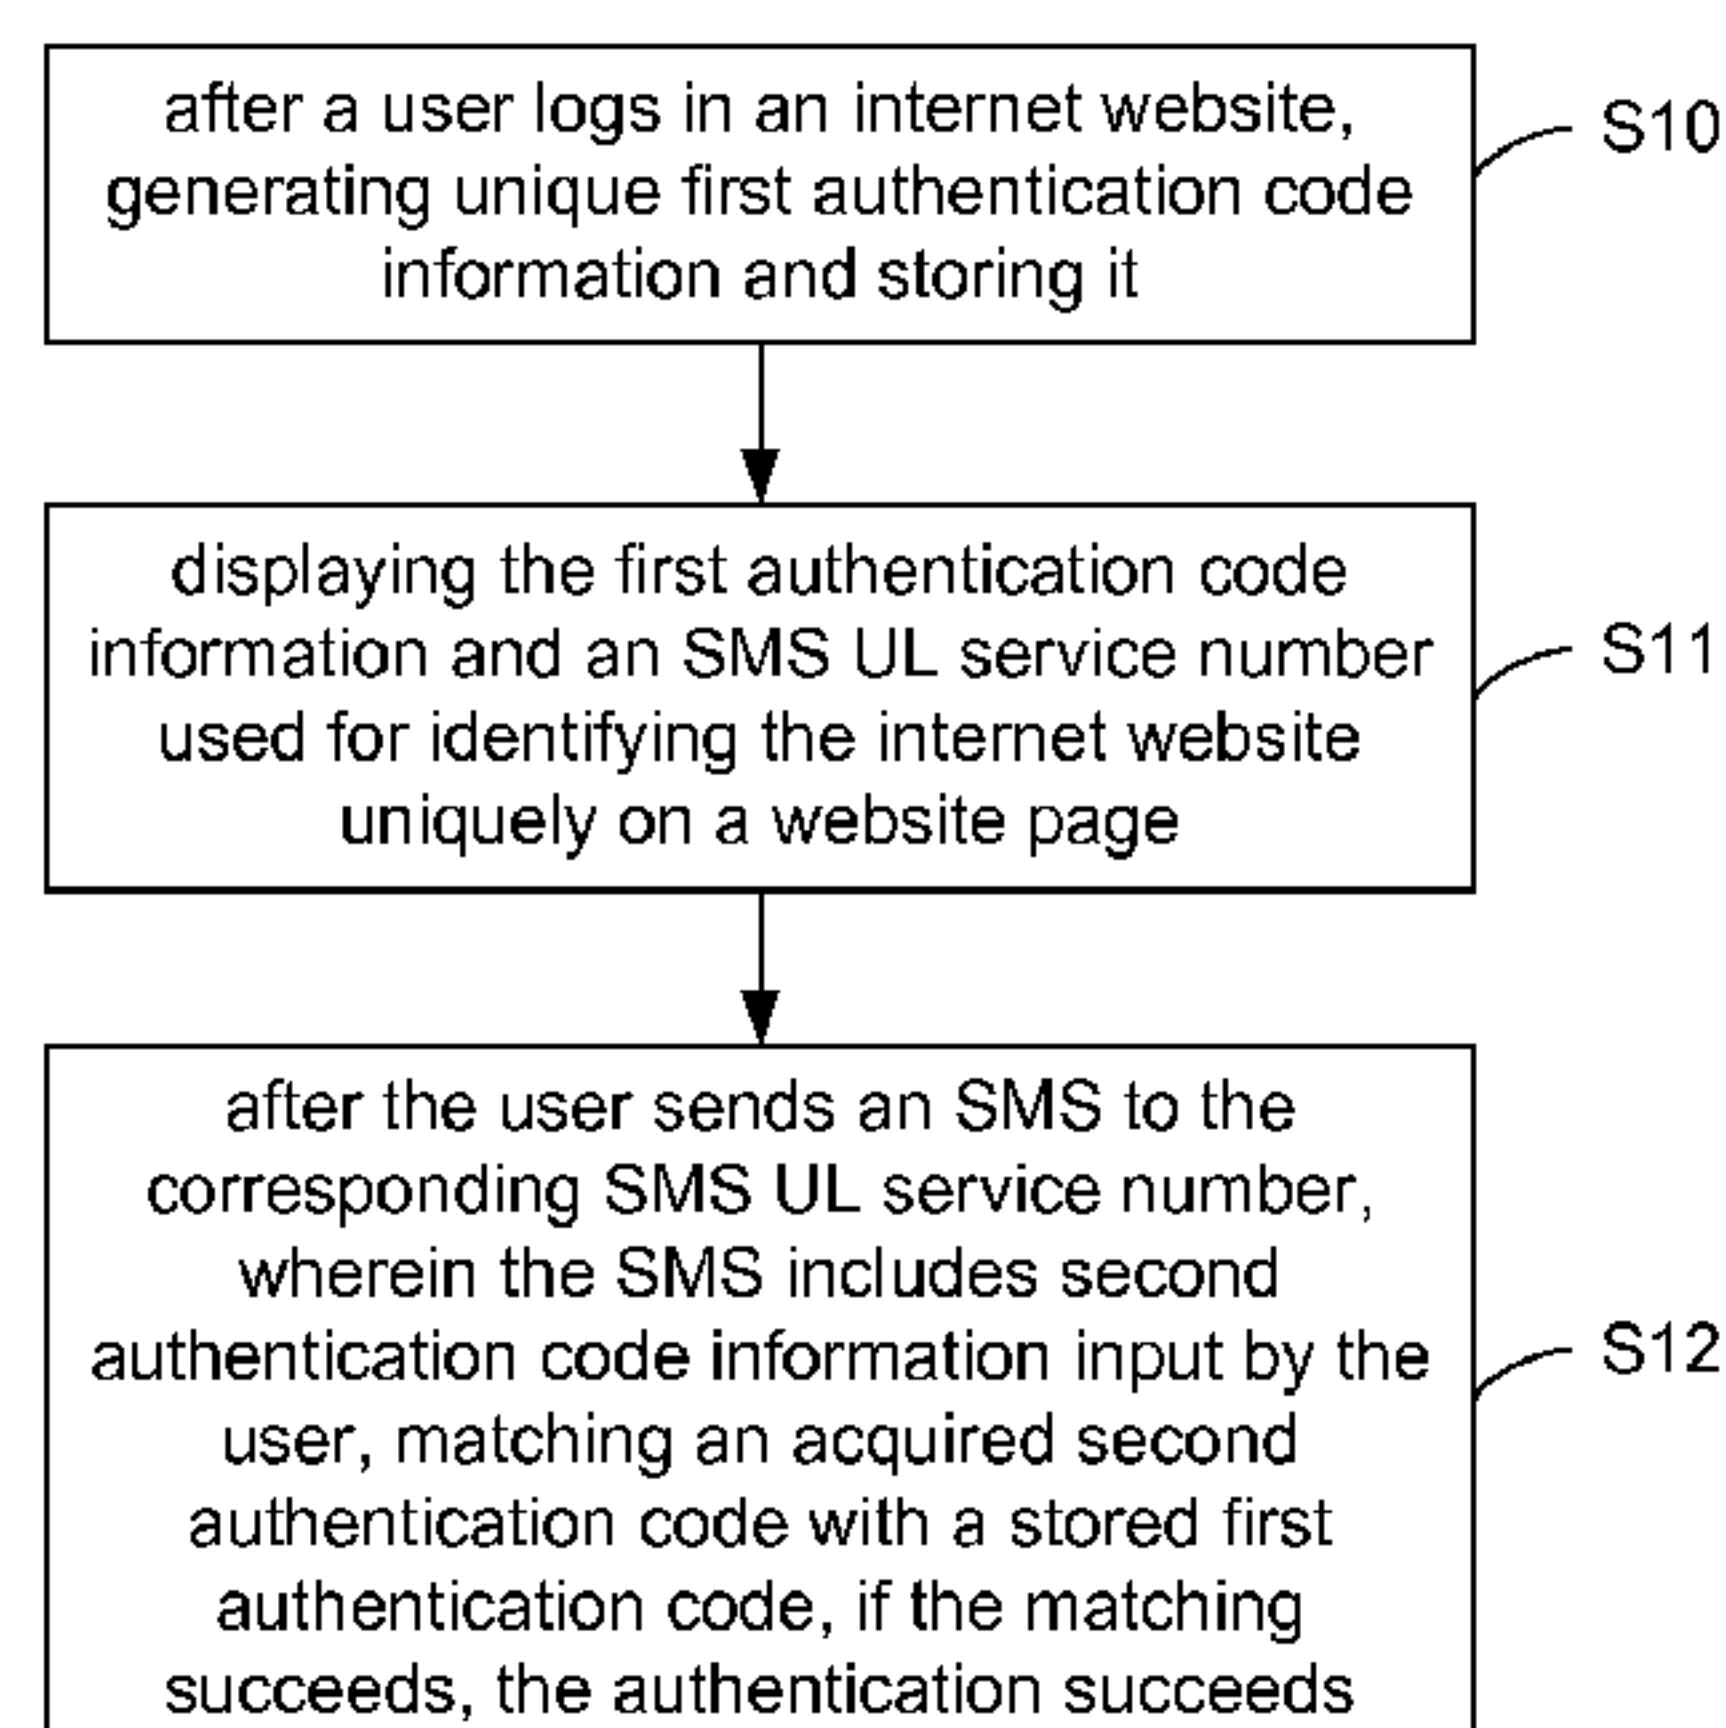 after a user logs in an internet website,
generating unique first authentication code
information and storing it
S10
displaying the first authentication code
information and an SMS UL service number
used for identifying the internet website
uniquely on a website page
S11
after the user sends an SMS to the
corresponding SMS UL service number,
wherein the SMS includes second
authentication code information input by the
user, matching an acquired second
authentication code with a stored first
authentication code, if the matching
succeeds, the authentication succeeds
S12